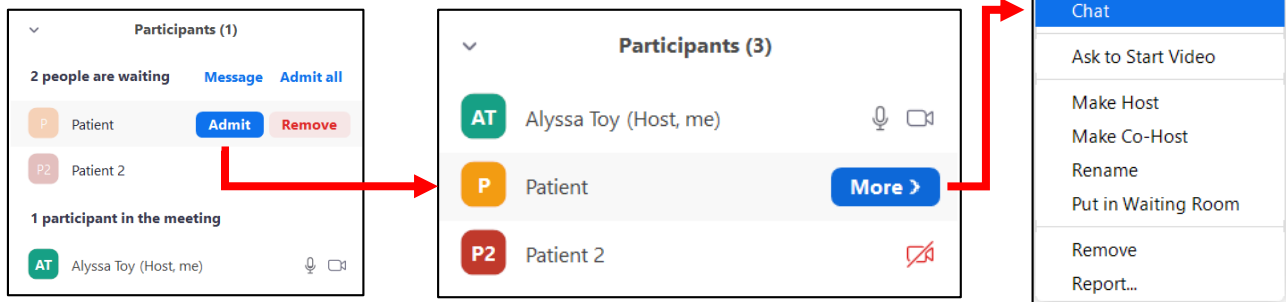 Participants (1)
2 people are waiting Message Admit all
P Patient Admit Remove
P2 Patient 2
1 participant in the meeting
AT Alyssa Toy (Host, me)
Participants (3)
AT Alyssa Toy (Host, me)
P Patient More >
P2 Patient 2
Chat
Ask to Start Video
Make Host
Make Co-Host
Rename
Put in Waiting Room
Remove
Report...